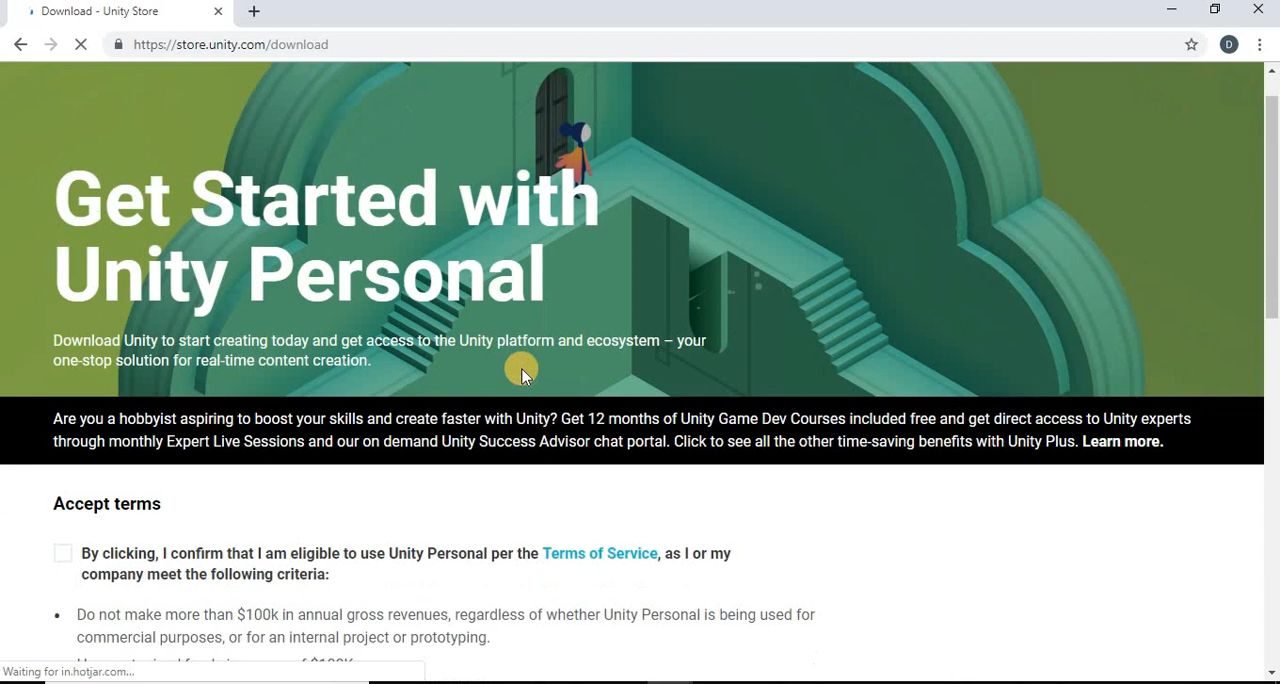 Download - Unity Store
https://store.unity.com/download
D
Get Started with
Unity Personal
Download Unity to start creating today and get access to the Unity platform and ecosystem – your
one-stop solution for real-time content creation.
Are you a hobbyist aspiring to boost your skills and create faster with Unity? Get 12 months of Unity Game Dev Courses included free and get direct access to Unity experts
through monthly Expert Live Sessions and our on demand Unity Success Advisor chat portal. Click to see all the other time-saving benefits with Unity Plus. Learn more.
Accept terms
By clicking, I confirm that I am eligible to use Unity Personal per the Terms of Service, as I or my
company meet the following criteria:
• Do not make more than $100k in annual gross revenues, regardless of whether Unity Personal is being used for
commercial purposes, or for an internal project or prototyping.
Waiting for in.hotjar.com...